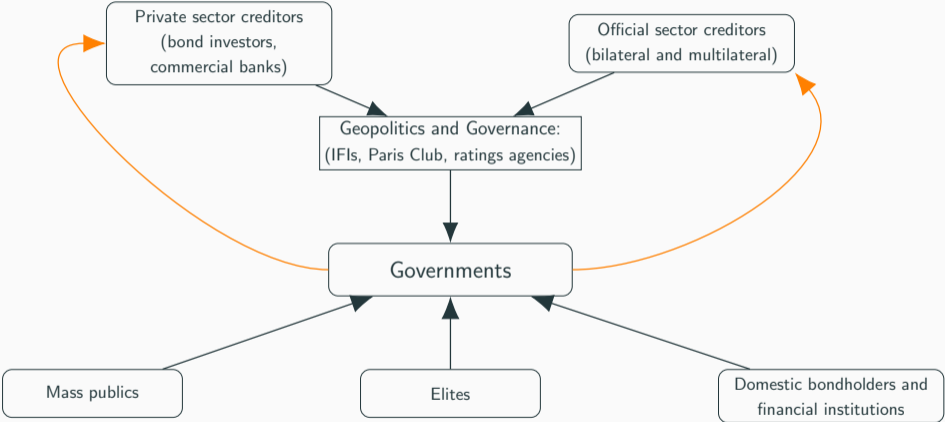 Private sector creditors
(bond investors,
commercial banks)
Official sector creditors
(bilateral and multilateral)
Geopolitics and Governance:
(IFIs, Paris Club, ratings agencies)
Governments
Mass publics
Elites
Domestic bondholders and
financial institutions